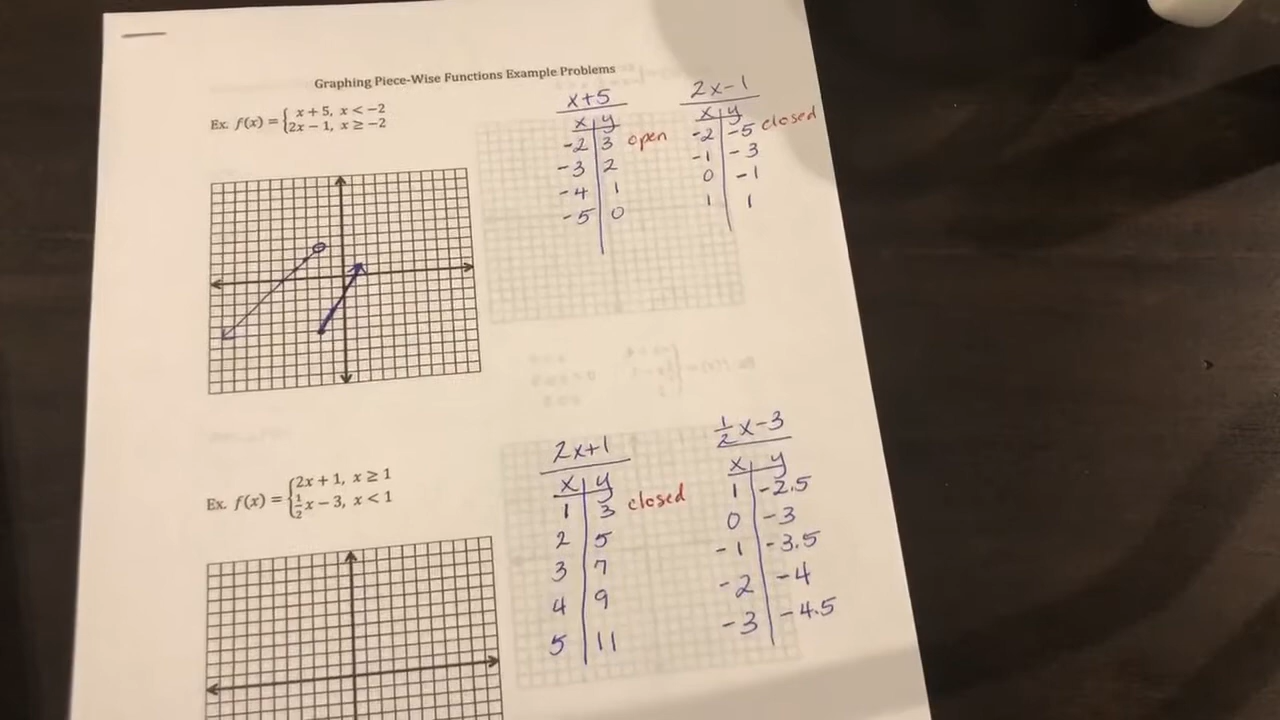 Graphing Piece-Wise Functions Example Problems
Ex. f(x) = { x + 5, x < −2
2x − 1, x ≥ −2
x+5
x y
-2 3 open
-3 2
-4 1
-5 0
2x-1
x y
-2 -5 closed
-1 -3
0 -1
1 1
Ex. f(x) = { 2x + 1, x ≥ 1
1/2 x − 3, x < 1
2x+1
x y
1 3 closed
2 5
3 7
4 9
5 11
1/2 x-3
x y
1 -2.5
0 -3
-1 -3.5
-2 -4
-3 -4.5